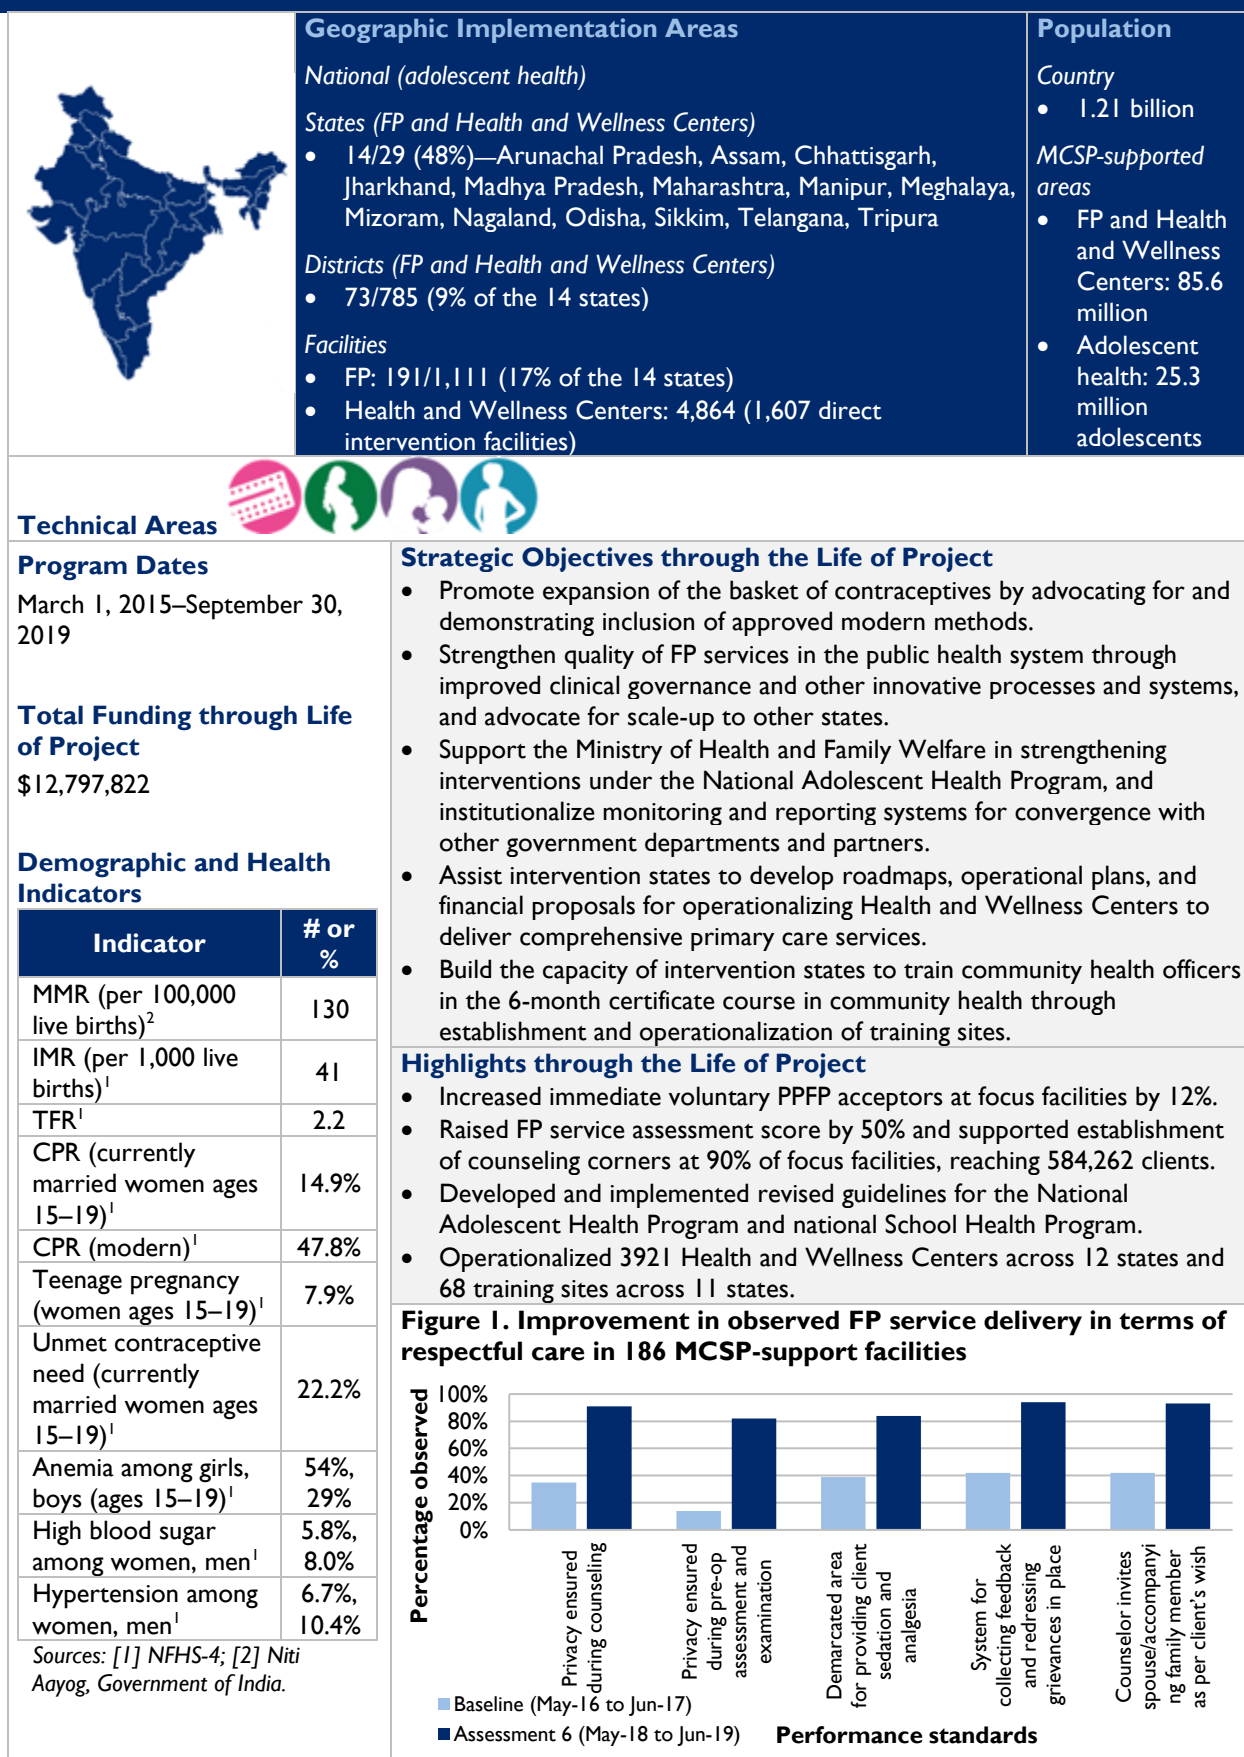 Geographic Implementation Areas
National (adolescent health)
States (FP and Health and Wellness Centers)
• 14/29 (48%)—Arunachal Pradesh, Assam, Chhattisgarh,
Jharkhand, Madhya Pradesh, Maharashtra, Manipur, Meghalaya,
Mizoram, Nagaland, Odisha, Sikkim, Telangana, Tripura
Districts (FP and Health and Wellness Centers)
• 73/785 (9% of the 14 states)
Facilities
• FP: 191/1,111 (17% of the 14 states)
• Health and Wellness Centers: 4,864 (1,607 direct
intervention facilities)
Population
Country
• 1.21 billion
MCSP-supported
areas
• FP and Health
and Wellness
Centers: 85.6
million
• Adolescent
health: 25.3
million
adolescents
Technical Areas
Program Dates
March 1, 2015–September 30,
2019
Total Funding through Life
of Project
$12,797,822
Demographic and Health
Indicators
Indicator
# or
%
MMR (per 100,000
live births)2
130
IMR (per 1,000 live
births)1
41
TFR1
2.2
CPR (currently
married women ages
15–19)1
14.9%
CPR (modern)1
47.8%
Teenage pregnancy
(women ages 15–19)1
7.9%
Unmet contraceptive
need (currently
married women ages
15–19)1
22.2%
Anemia among girls,
boys (ages 15–19)1
54%,
29%
High blood sugar
among women, men1
5.8%,
8.0%
Hypertension among
women, men1
6.7%,
10.4%
Sources: [1] NFHS-4; [2] Niti
Aayog, Government of India.
Strategic Objectives through the Life of Project
• Promote expansion of the basket of contraceptives by advocating for and
demonstrating inclusion of approved modern methods.
• Strengthen quality of FP services in the public health system through
improved clinical governance and other innovative processes and systems,
and advocate for scale-up to other states.
• Support the Ministry of Health and Family Welfare in strengthening
interventions under the National Adolescent Health Program, and
institutionalize monitoring and reporting systems for convergence with
other government departments and partners.
• Assist intervention states to develop roadmaps, operational plans, and
financial proposals for operationalizing Health and Wellness Centers to
deliver comprehensive primary care services.
• Build the capacity of intervention states to train community health officers
in the 6-month certificate course in community health through
establishment and operationalization of training sites.
Highlights through the Life of Project
• Increased immediate voluntary PPFP acceptors at focus facilities by 12%.
• Raised FP service assessment score by 50% and supported establishment
of counseling corners at 90% of focus facilities, reaching 584,262 clients.
• Developed and implemented revised guidelines for the National
Adolescent Health Program and national School Health Program.
• Operationalized 3921 Health and Wellness Centers across 12 states and
68 training sites across 11 states.
Figure 1. Improvement in observed FP service delivery in terms of
respectful care in 186 MCSP-support facilities
Percentage observed
100%
80%
60%
40%
20%
0%
Privacy ensured
during counseling
Privacy ensured
during pre-op
assessment and
examination
Demarcated area
for providing client
sedation and
analgesia
System for
collecting feedback
and redressing
grievances in place
Counselor invites
spouse/accompanyi
ng family member
as per client's wish
Baseline (May-16 to Jun-17)
Assessment 6 (May-18 to Jun-19)
Performance standards